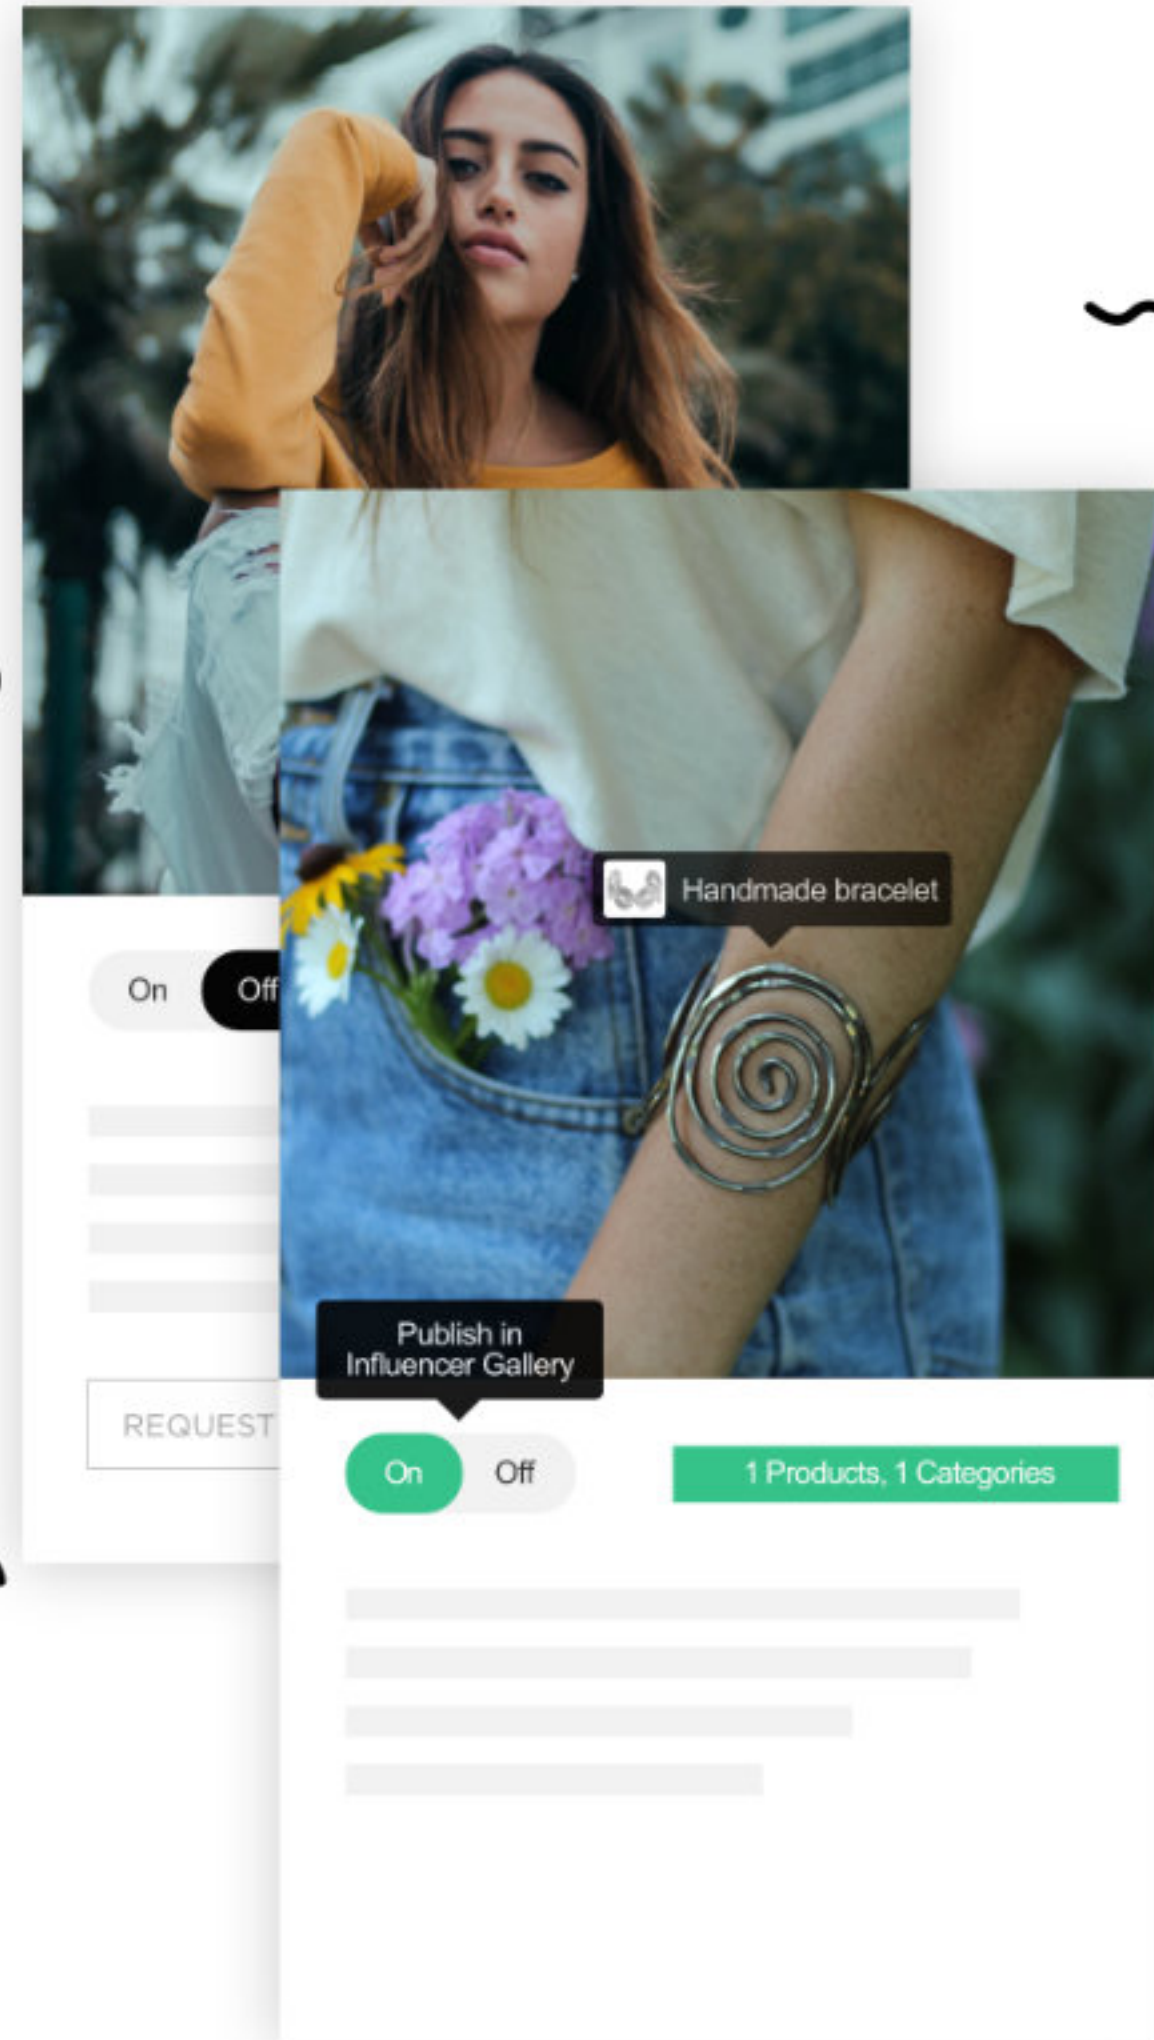 Handmade bracelet
On Off
REQUEST
Publish in
Influencer Gallery
On Off
1 Products, 1 Categories